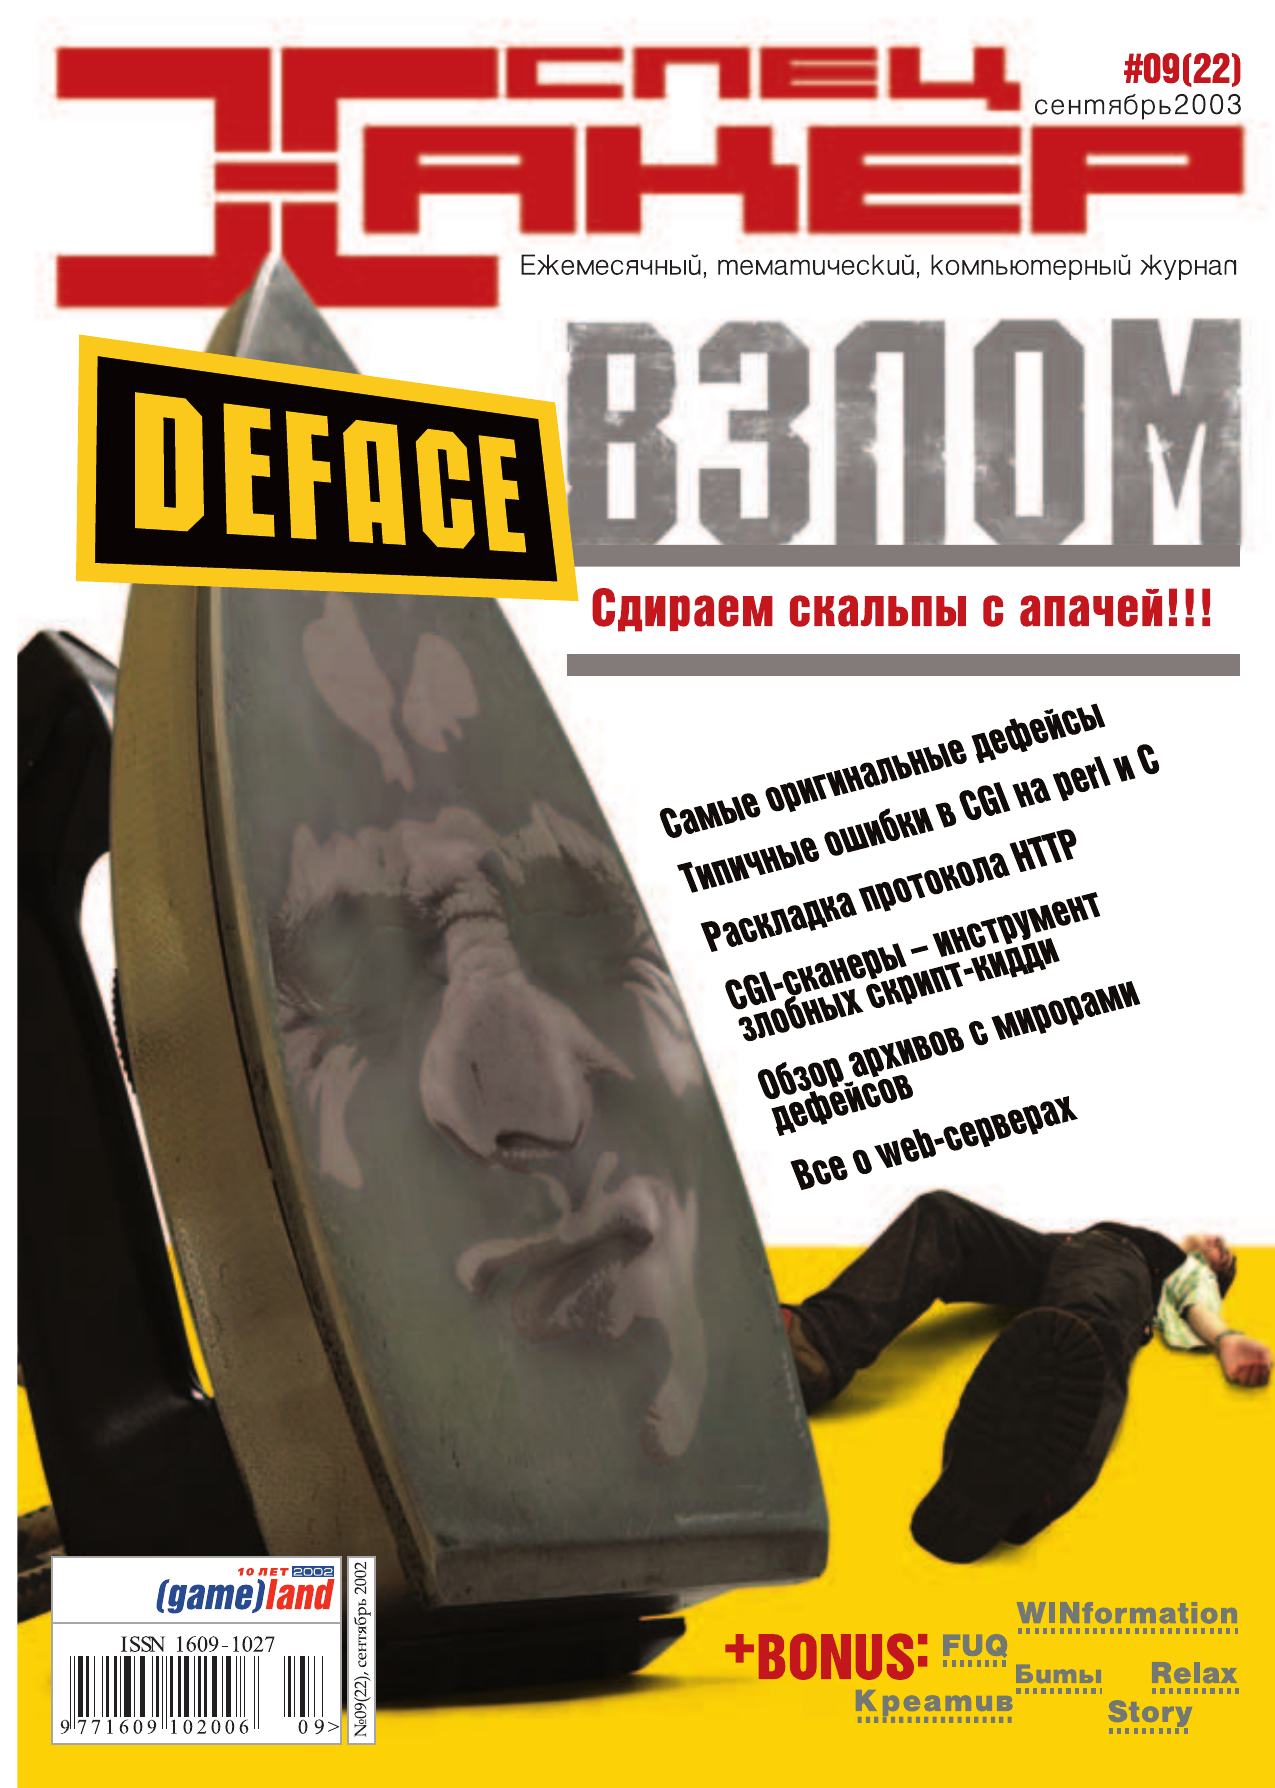 СПЕЦ
ХАКЕР
#09(22)
сентябрь2003
Ежемесячный, тематический, компьютерный журнал
DEFACE
ВЗЛОМ
Сдираем скальпы с апачей!!!
Самые оригинальные дефейсы
Типичные ошибки в CGI на perl и C
Раскладка протокола HTTP
CGI-сканеры – инструмент
злобных скрипт-кидди
Обзор архивов с мирорами
дефейсов
Все о web-серверах
10 ЛЕТ 2002
(game)land
ISSN 1609-1027
9 771609 102006 09>
№09(22), сентябрь 2002
+BONUS:
FUQ
WINformation
Биты
Relax
Креатив
Story